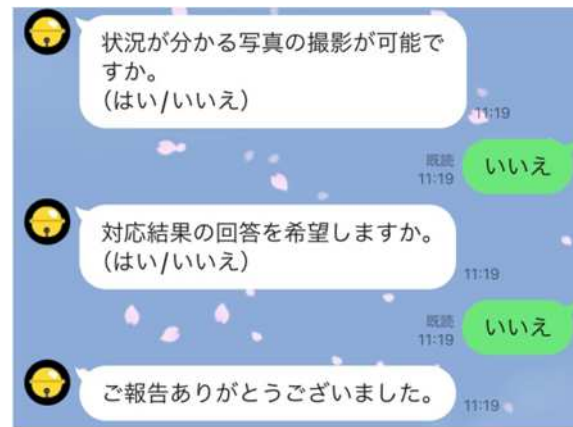 状況が分かる写真の撮影が可能で
すか。
（はい/いいえ）
11:19
既読
11:19
いいえ
対応結果の回答を希望しますか。
（はい/いいえ）
11:19
既読
11:19
いいえ
ご報告ありがとうございました。
11:19